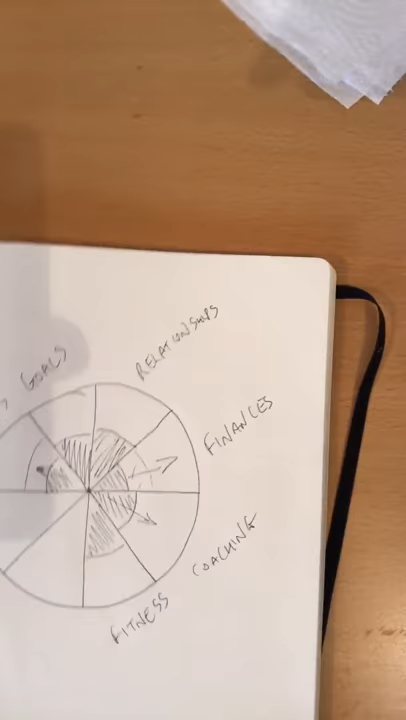 GOALS
RELATIONSHIPS
FINANCES
COACHING
FITNESS